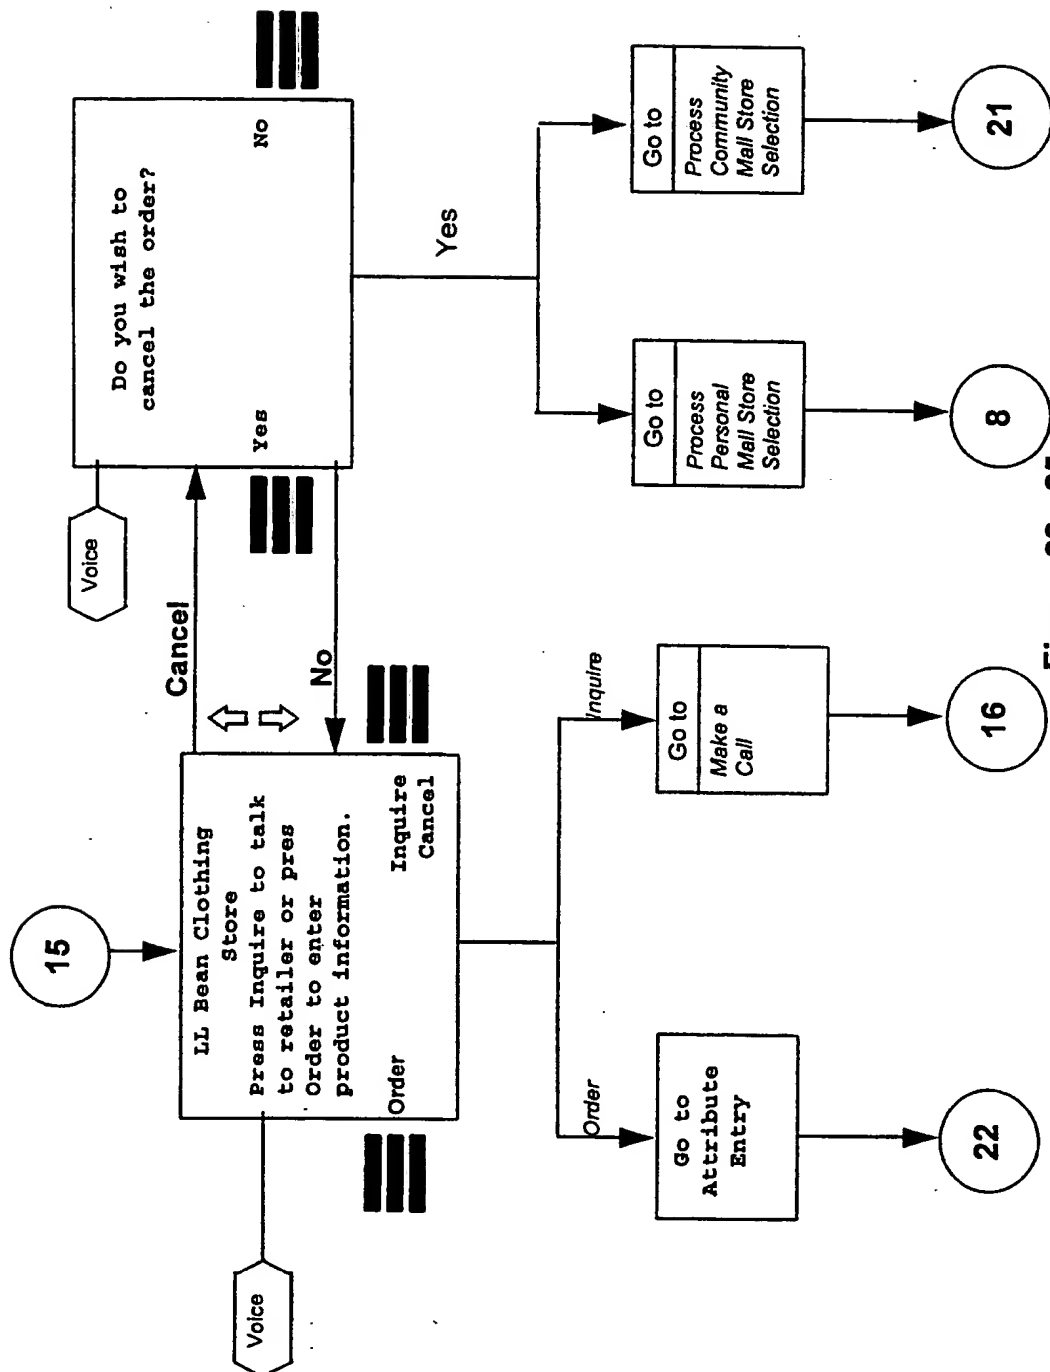 15
Voice
LL Bean Clothing
Store
Press Inquire to talk
to retailer or pres
Order to enter
product information.
Order
Inquire
Cancel
Cancel
No
Voice
Do you wish to
cancel the order?
Yes
No
Order
Inquire
Yes
Go to
Attribute
Entry
Go to
Make a
Call
Go to
Process
Personal
Mall Store
Selection
Go to
Process
Community
Mall Store
Selection
22
16
8
21